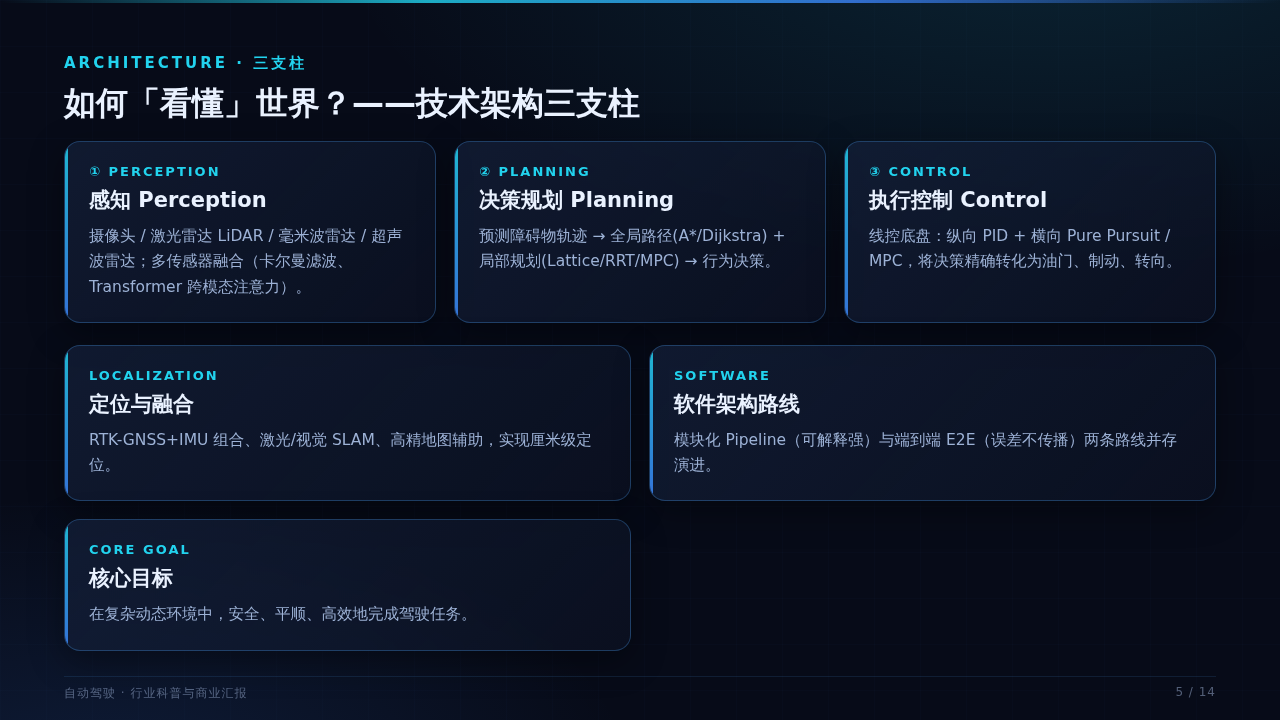 ARCHITECTURE · 三支柱
如何「看懂」世界？——技术架构三支柱
① PERCEPTION
感知 Perception
摄像头 / 激光雷达 LiDAR / 毫米波雷达 / 超声
波雷达；多传感器融合（卡尔曼滤波、
Transformer 跨模态注意力）。
② PLANNING
决策规划 Planning
预测障碍物轨迹 → 全局路径(A*/Dijkstra) +
局部规划(Lattice/RRT/MPC) → 行为决策。
③ CONTROL
执行控制 Control
线控底盘：纵向 PID + 横向 Pure Pursuit /
MPC，将决策精确转化为油门、制动、转向。
LOCALIZATION
定位与融合
RTK-GNSS+IMU 组合、激光/视觉 SLAM、高精地图辅助，实现厘米级定
位。
SOFTWARE
软件架构路线
模块化 Pipeline（可解释强）与端到端 E2E（误差不传播）两条路线并存
演进。
CORE GOAL
核心目标
在复杂动态环境中，安全、平顺、高效地完成驾驶任务。
自动驾驶 · 行业科普与商业汇报
5 / 14